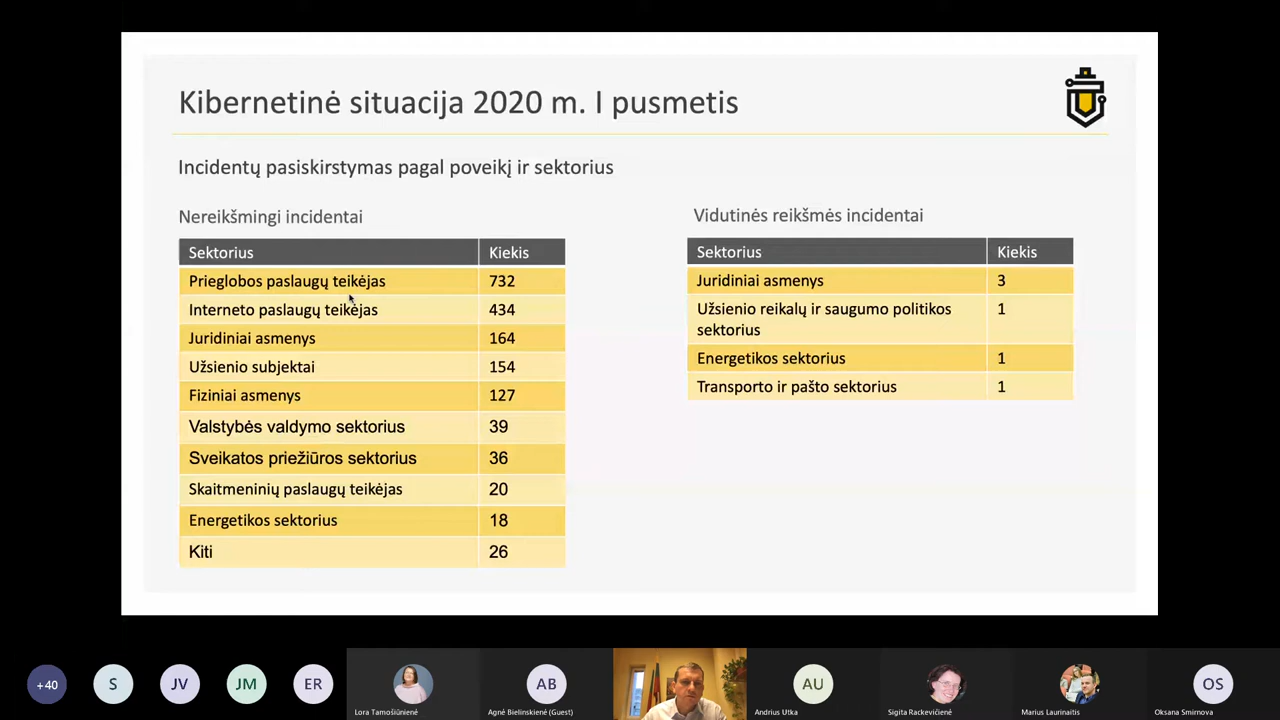 Kibernetinė situacija 2020 m. I pusmetis
Incidentų pasiskirstymas pagal poveikį ir sektorius
Nereikšmingi incidentai
Sektorius Kiekis
Prieglobos paslaugų teikėjas 732
Interneto paslaugų teikėjas 434
Juridiniai asmenys 164
Užsienio subjektai 154
Fiziniai asmenys 127
Valstybės valdymo sektorius 39
Sveikatos priežiūros sektorius 36
Skaitmeninių paslaugų teikėjas 20
Energetikos sektorius 18
Kiti 26
Vidutinės reikšmės incidentai
Sektorius Kiekis
Juridiniai asmenys 3
Užsienio reikalų ir saugumo politikos 1
sektorius
Energetikos sektorius 1
Transporto ir pašto sektorius 1
+40 S JV JM ER AB AU OS
Lora Tamošiūnienė Agnė Bielinskienė (Guest) Andrius Utka Sigita Rackevičienė Marius Laurinaitis Oksana Smirnova